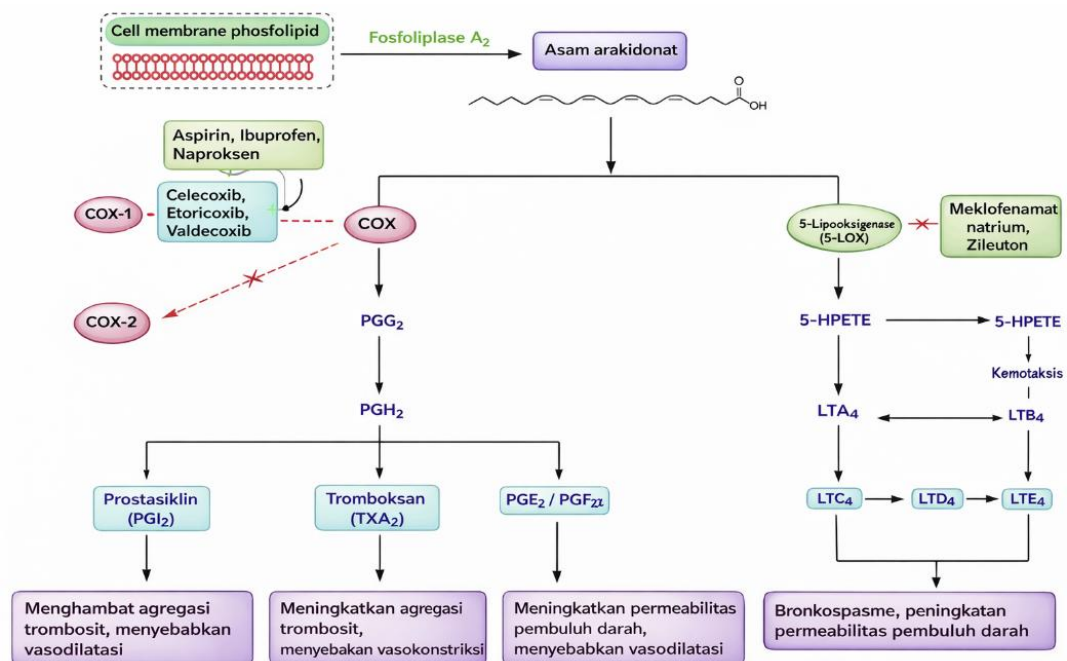 Cell membrane phosfolipid
Fosfoliplase A₂
Asam arakidonat
O
OH
Aspirin, Ibuprofen,
Naproksen
COX-1
Celecoxib,
Etoricoxib,
Valdecoxib
COX
5-Lipooksigenase
(5-LOX)
Meklofenamat
natrium,
Zileuton
COX-2
PGG₂
5-HPETE
5-HPETE
Kemotaksis
PGH₂
LTA₄
LTB₄
Prostasiklin
(PGI₂)
Tromboksan
(TXA₂)
PGE₂ / PGF₂α
LTC₄
LTD₄
LTE₄
Menghambat agregasi
trombosit, menyebabkan
vasodilatasi
Meningkatkan agregasi
trombosit,
menyebakan vasokonstriksi
Meningkatkan permeabilitas
pembuluh darah,
menyebabkan vasodilatasi
Bronkospasme, peningkatan
permeabilitas pembuluh darah